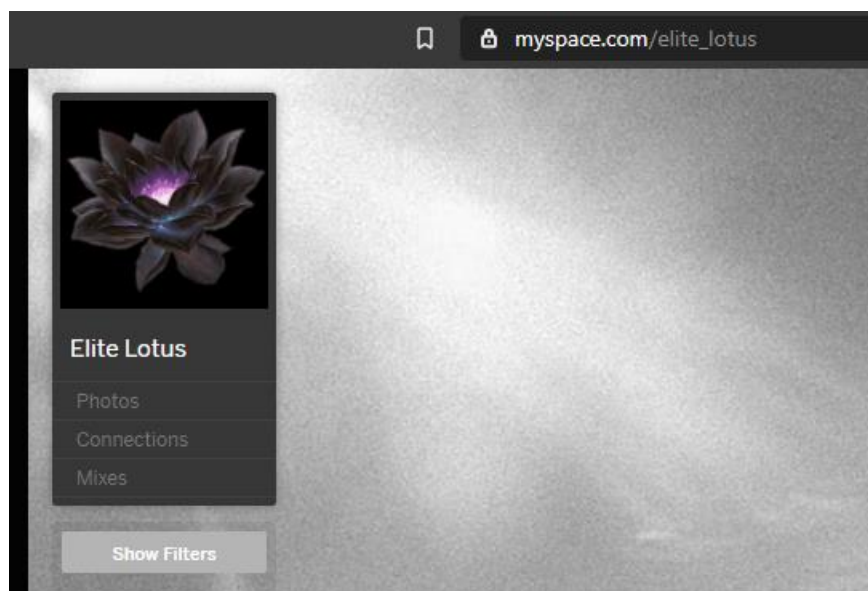 myspace.com/elite_lotus
Elite Lotus
Photos
Connections
Mixes
Show Filters